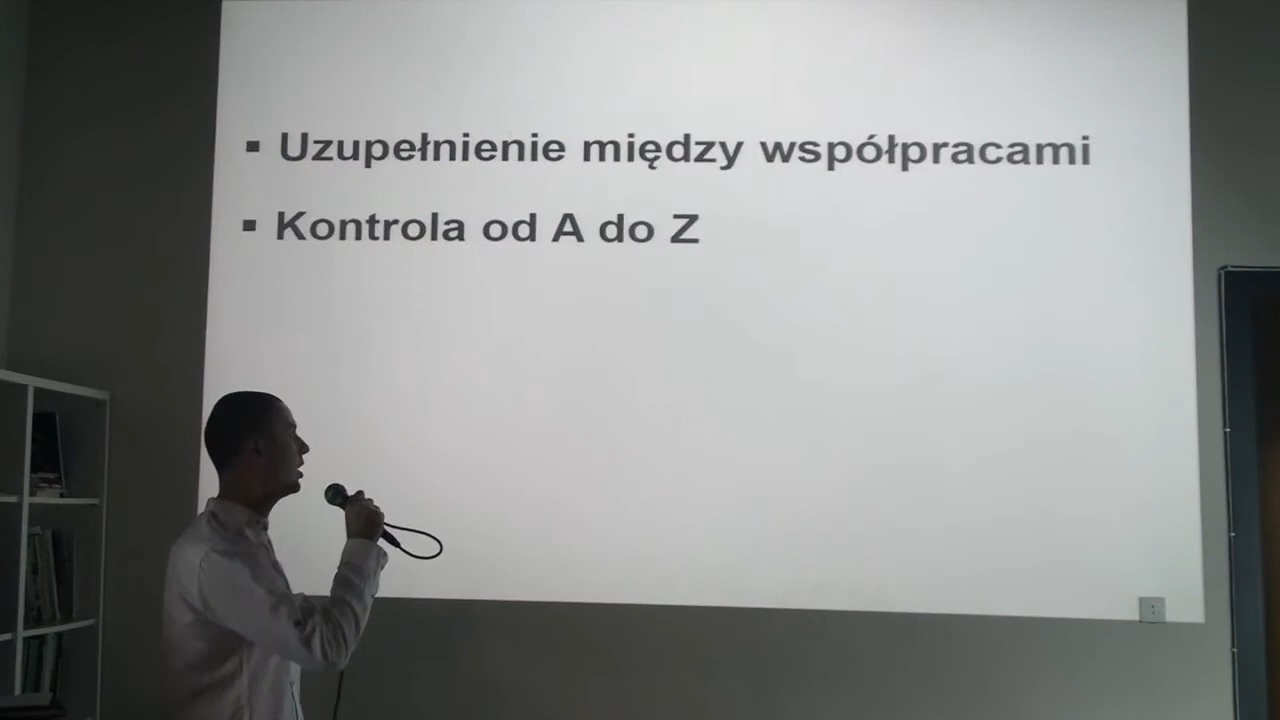 ▪ Uzupełnienie między współpracami
▪ Kontrola od A do Z